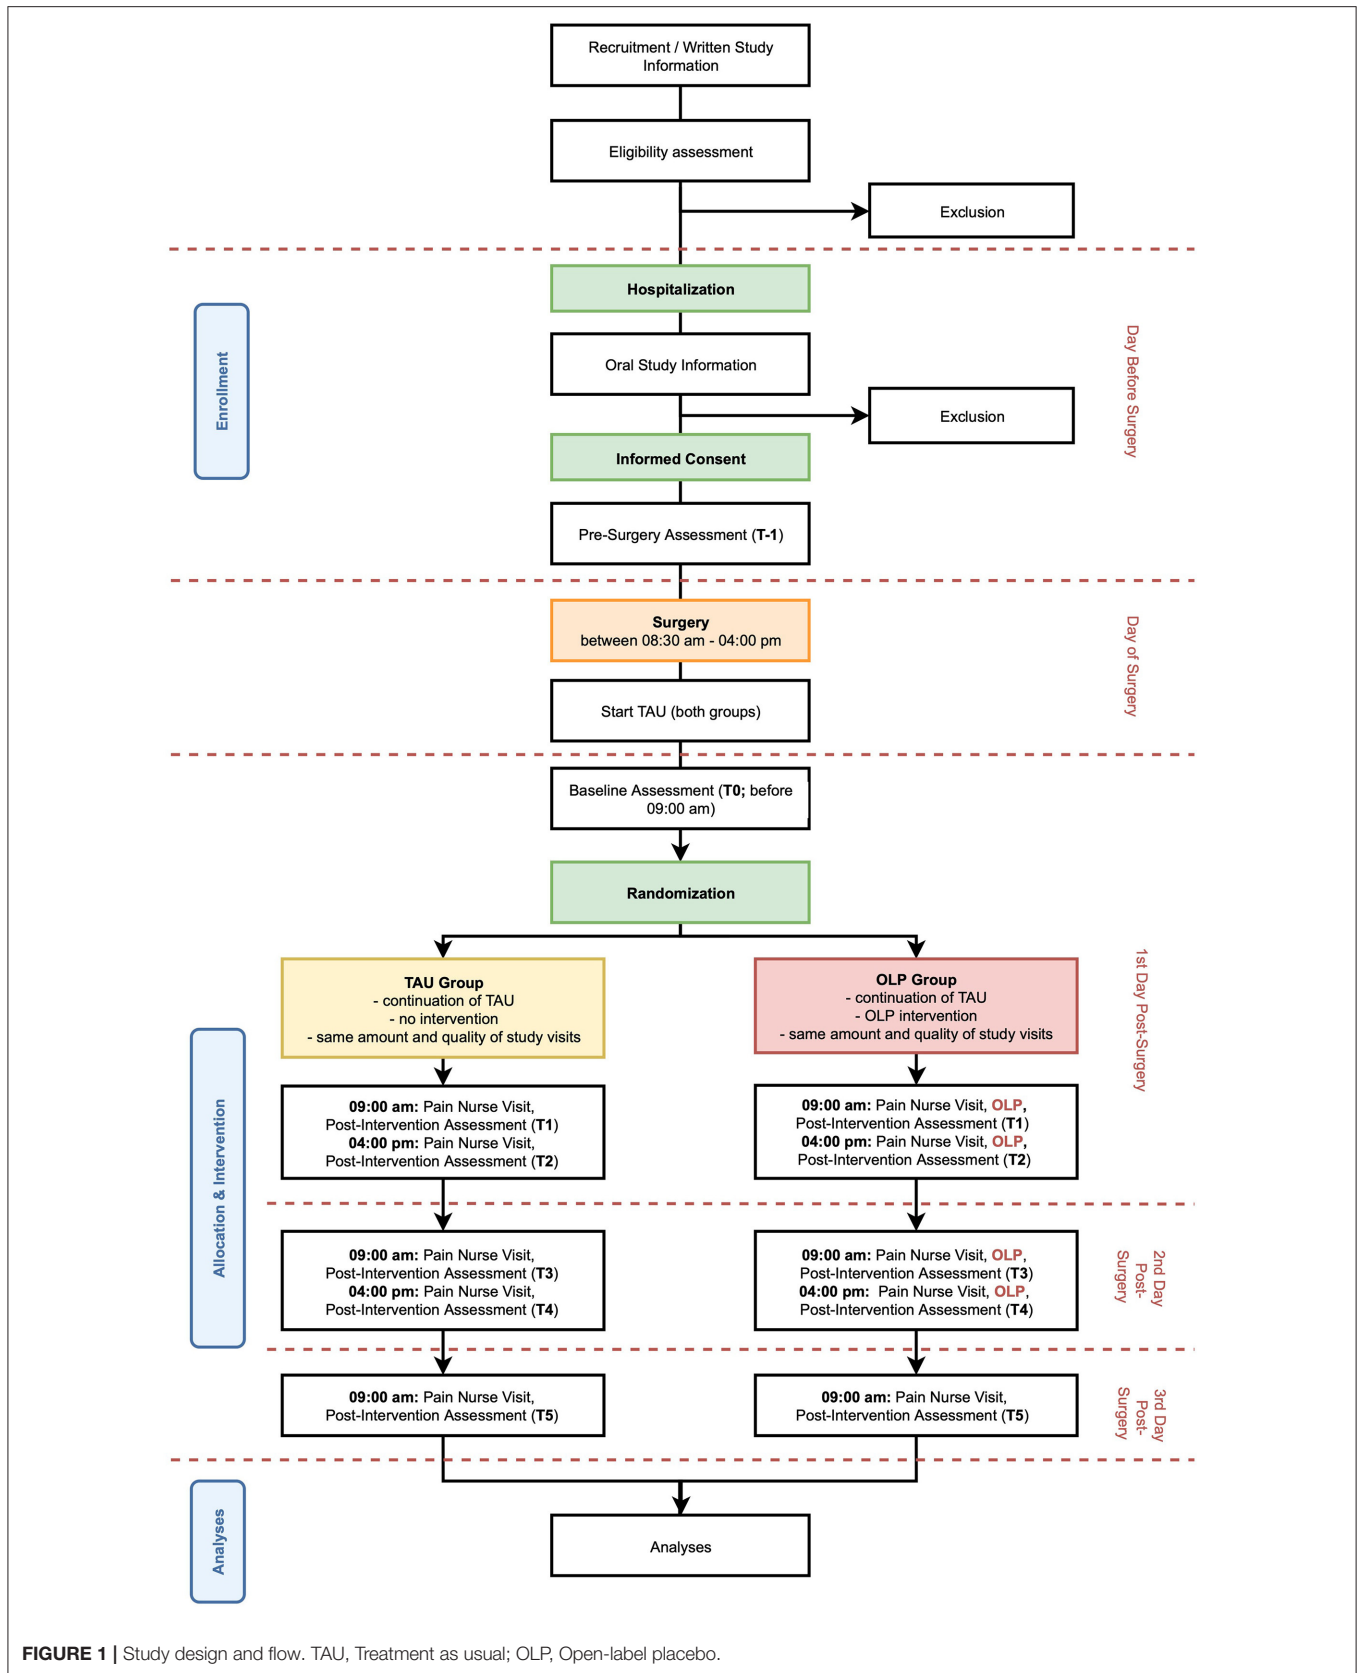 Recruitment / Written Study
Information
Eligibility assessment
Exclusion
Hospitalization
Enrollment
Day Before Surgery
Oral Study Information
Exclusion
Informed Consent
Pre-Surgery Assessment (T-1)
Surgery
between 08:30 am - 04:00 pm
Day of Surgery
Start TAU (both groups)
Baseline Assessment (T0; before
09:00 am)
Randomization
1st Day Post-Surgery
TAU Group
- continuation of TAU
- no intervention
- same amount and quality of study visits
OLP Group
- continuation of TAU
- OLP intervention
- same amount and quality of study visits
Allocation & Intervention
09:00 am: Pain Nurse Visit,
Post-Intervention Assessment (T1)
04:00 pm: Pain Nurse Visit,
Post-Intervention Assessment (T2)
09:00 am: Pain Nurse Visit, OLP,
Post-Intervention Assessment (T1)
04:00 pm: Pain Nurse Visit, OLP,
Post-Intervention Assessment (T2)
09:00 am: Pain Nurse Visit,
Post-Intervention Assessment (T3)
04:00 pm: Pain Nurse Visit,
Post-Intervention Assessment (T4)
09:00 am: Pain Nurse Visit, OLP,
Post-Intervention Assessment (T3)
04:00 pm: Pain Nurse Visit, OLP,
Post-Intervention Assessment (T4)
2nd Day
Post-
Surgery
09:00 am: Pain Nurse Visit,
Post-Intervention Assessment (T5)
09:00 am: Pain Nurse Visit,
Post-Intervention Assessment (T5)
3rd Day
Post-
Surgery
Analyses
Analyses
FIGURE 1 | Study design and flow. TAU, Treatment as usual; OLP, Open-label placebo.